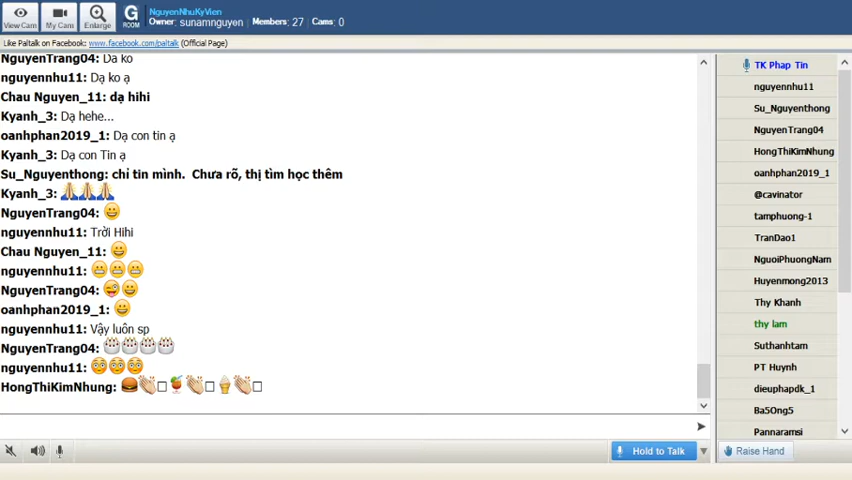 NguyenNhuKyVien
Owner: sunamnguyen Members: 27 Cams: 0
View Cam My Cam Enlarge G ROOM
Like Paltalk on Facebook: www.facebook.com/paltalk (Official Page)
NguyenTrang04: Dạ ko
nguyennhu11: Dạ ko ạ
Chau Nguyen_11: dạ hihi
Kyanh_3: Dạ hehe...
oanhphan2019_1: Dạ con tin ạ
Kyanh_3: Dạ con Tin ạ
Su_Nguyenthong: chỉ tin mình. Chưa rõ, thị tìm học thêm
Kyanh_3: 🙏🙏🙏
NguyenTrang04: 😀
nguyennhu11: Trời Hihi
Chau Nguyen_11: 😀
nguyennhu11: 😬😬😬
NguyenTrang04: 😜😀
oanhphan2019_1: 😀
nguyennhu11: Vậy luôn sp
NguyenTrang04: 🎂🎂🎂🎂
nguyennhu11: 😳😳😳
HongThiKimNhung: 🍔👏□🍹👏□🍦👏□
Hold to Talk
TK Phap Tin
nguyennhu11
Su_Nguyenthong
NguyenTrang04
HongThiKimNhung
oanhphan2019_1
@cavinator
tamphuong-1
TranDao1
NguoiPhuongNam
Huyenmong2013
Thy Khanh
thy lam
Suthanhtam
PT Huynh
dieuphapdk_1
Ba5Ong5
Pannaramsi
Raise Hand